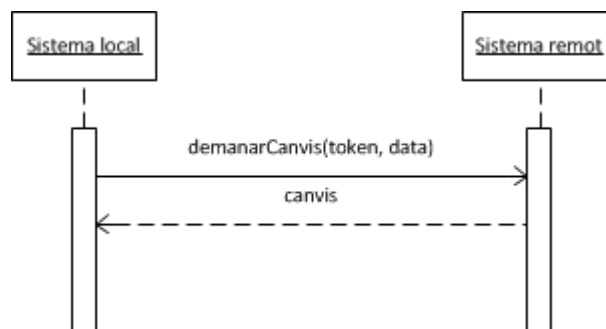 Sistema local
Sistema remot
demanarCanvis(token, data)
canvis